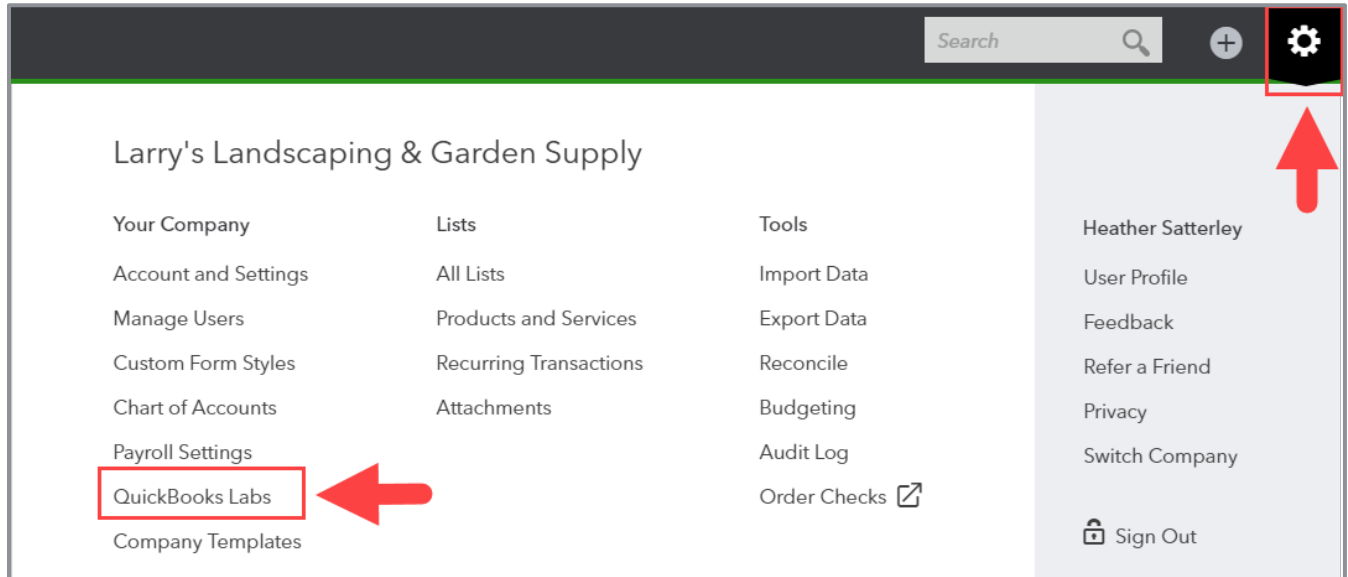 Search
Larry's Landscaping & Garden Supply
Your Company
Account and Settings
Manage Users
Custom Form Styles
Chart of Accounts
Payroll Settings
QuickBooks Labs
Company Templates
Lists
All Lists
Products and Services
Recurring Transactions
Attachments
Tools
Import Data
Export Data
Reconcile
Budgeting
Audit Log
Order Checks
Heather Satterley
User Profile
Feedback
Refer a Friend
Privacy
Switch Company
Sign Out